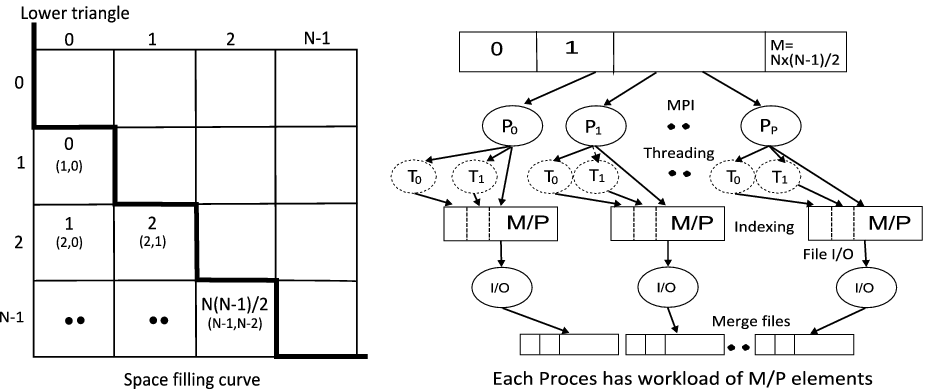 Lower triangle
0 1 2 N-1
0
1
0
(1,0)
2
1 2
(2,0) (2,1)
N-1
N(N-1)/2
(N-1,N-2)
Space filling curve
0 1 M=
Nx(N-1)/2
MPI
P0 P1 PP
Threading
T0 T1 T0 T1 T0 T1
M/P M/P M/P
Indexing
File I/O
I/O I/O I/O
Merge files
Each Proces has workload of M/P elements